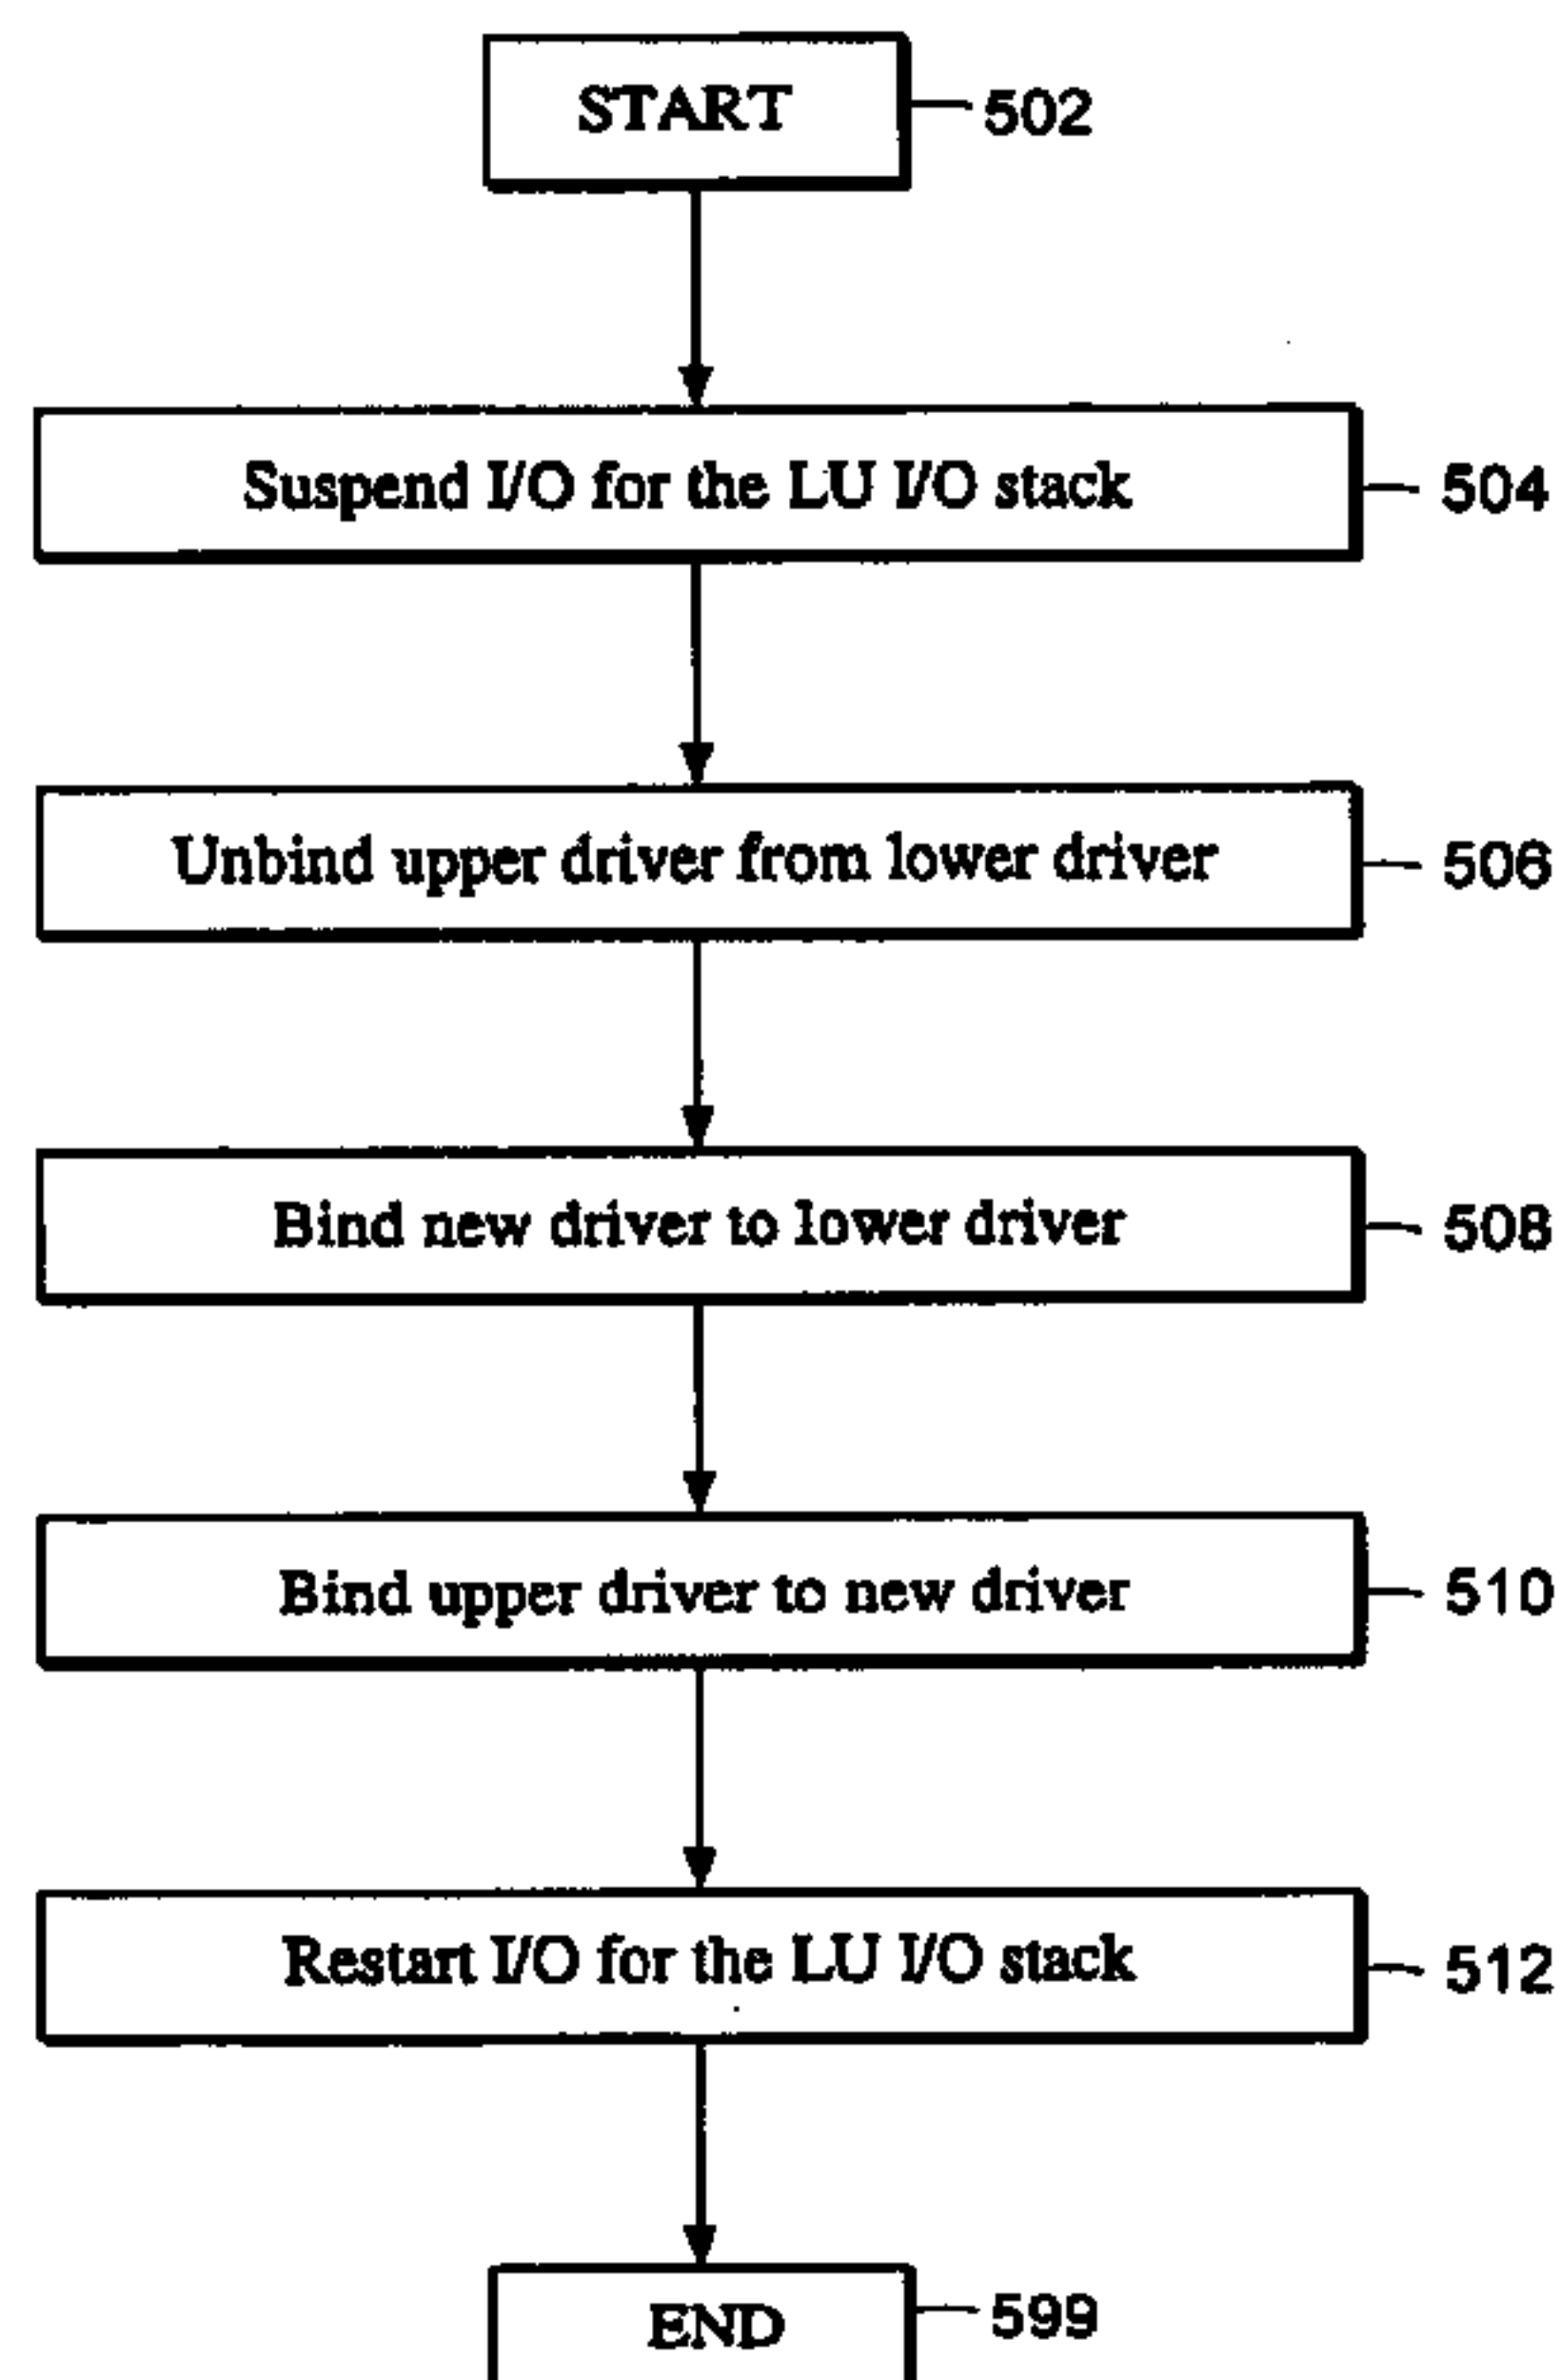 START 502
Suspend I/O for the LU I/O stack 504
Unbind upper driver from lower driver 506
Bind new driver to lower driver 508
Bind upper driver to new driver 510
Restart I/O for the LU I/O stack 512
END 599